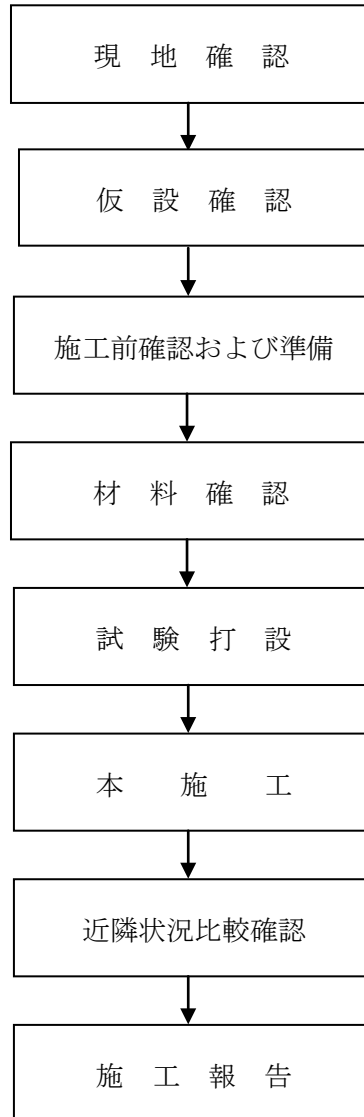 現地確認
仮設確認
施工前確認および準備
材料確認
試験打設
本施工
近隣状況比較確認
施工報告